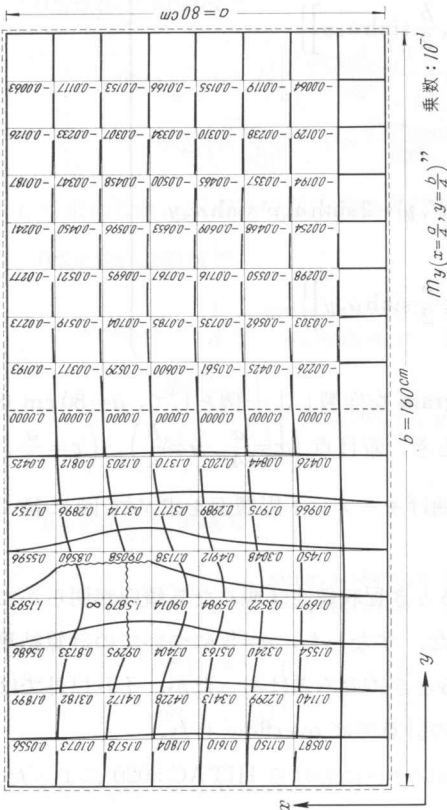 0.0587 0.1150 0.1610 0.1804 0.1578 0.1073 0.0556
0.1140 0.2299 0.3413 0.4228 0.4172 0.3182 0.1899
0.1554 0.3240 0.5163 0.7404 0.9295 0.8733 0.5686
0.1697 0.3522 0.5984 0.9014 1.5879 ∞ 1.1593
0.1450 0.3048 0.4912 0.7138 0.9058 0.8560 0.5596
0.0966 0.1975 0.2989 0.3777 0.3774 0.2896 0.1752
0.0426 0.0844 0.1203 0.1370 0.1203 0.0812 0.0425
0.0000 0.0000 0.0000 0.0000 0.0000 0.0000 0.0000
-0.0226 -0.0425 -0.0561 -0.0600 -0.0529 -0.0377 -0.0193
-0.0303 -0.0562 -0.0735 -0.0785 -0.0704 -0.0519 -0.0273
-0.0298 -0.0550 -0.0716 -0.0767 -0.0695 -0.0521 -0.0277
-0.0254 -0.0468 -0.0609 -0.0653 -0.0596 -0.0450 -0.0241
-0.0194 -0.0357 -0.0465 -0.0500 -0.0458 -0.0347 -0.0187
-0.0129 -0.0238 -0.0310 -0.0334 -0.0307 -0.0233 -0.0126
-0.0064 -0.0119 -0.0155 -0.0166 -0.0153 -0.0117 -0.0063
a=80cm
b=160cm
x
y
my(x=a/4, y=b/4)" 乗数:10⁻¹